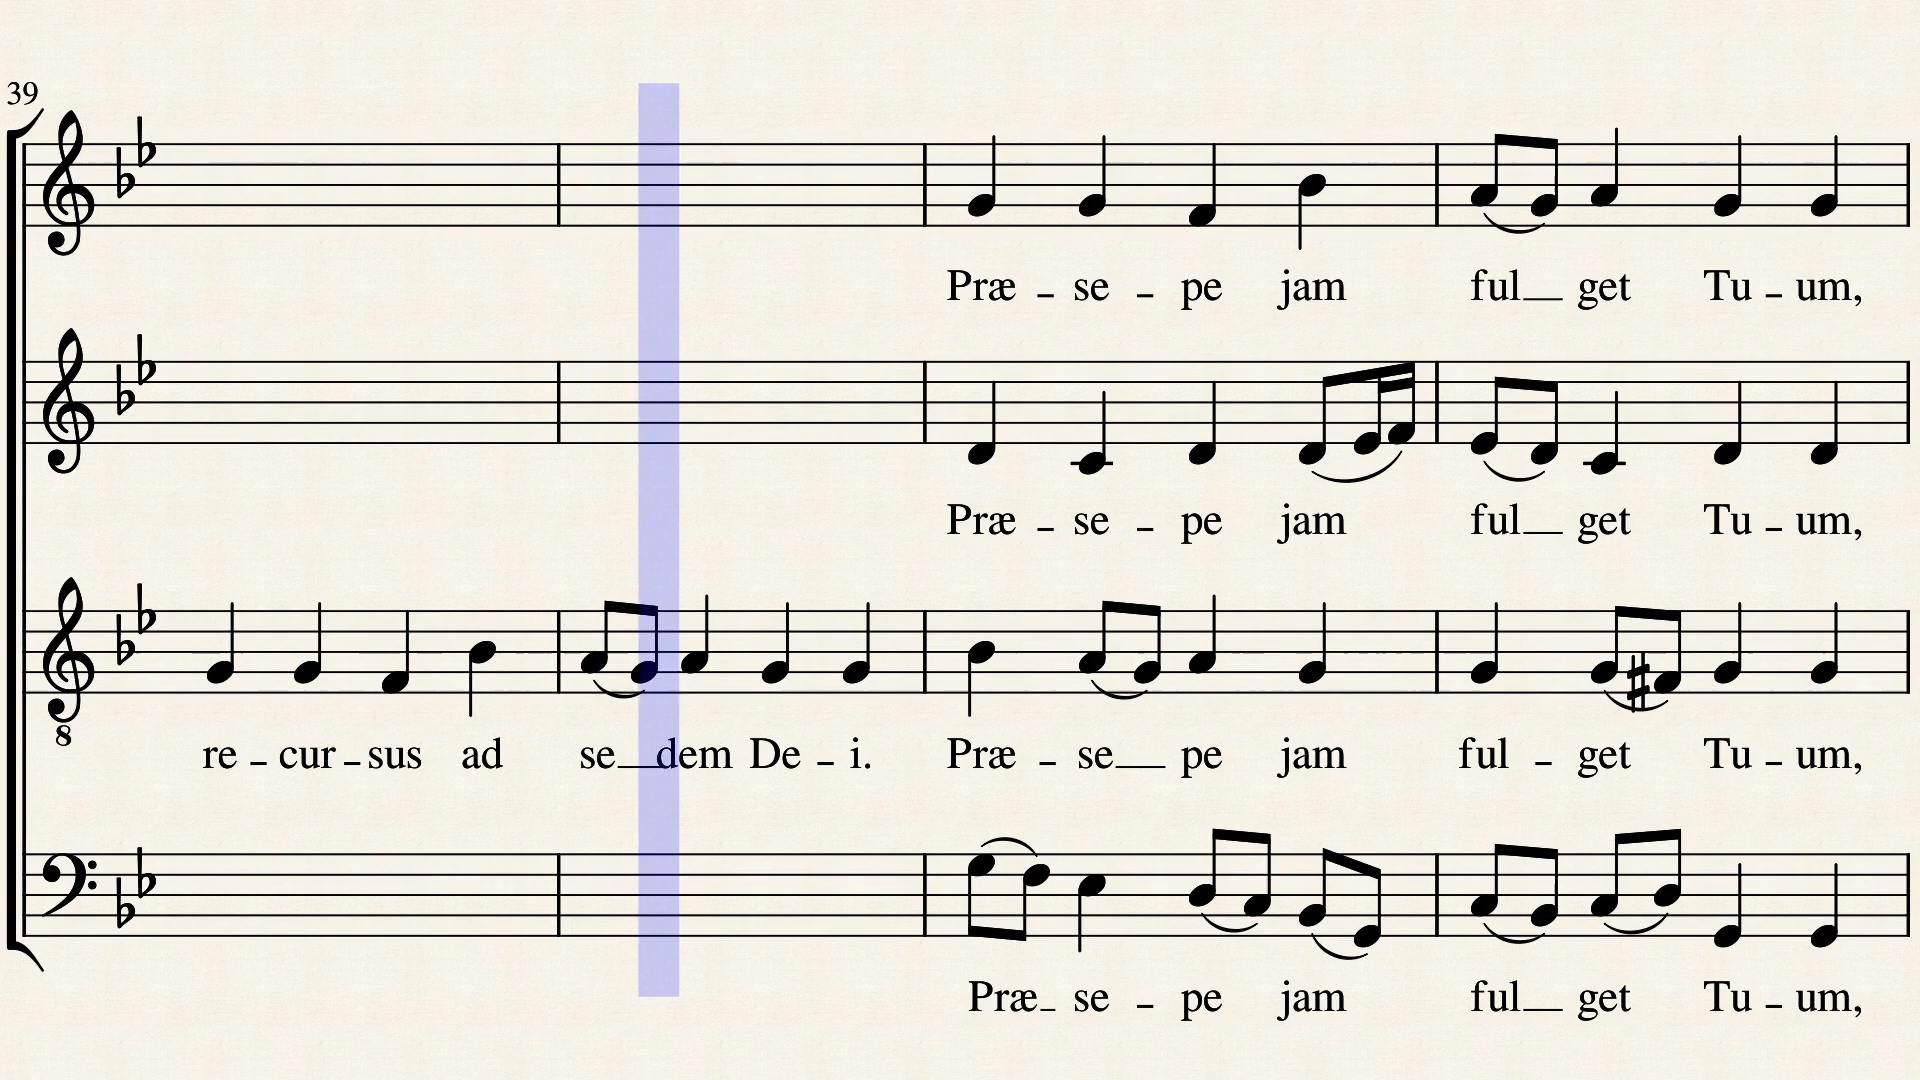 39
Præ - se - pe jam ful get Tu - um,
Præ - se - pe jam ful get Tu - um,
8
re - cur - sus ad se dem De - i. Præ - se pe jam ful - get Tu - um,
Præ se - pe jam ful get Tu - um,